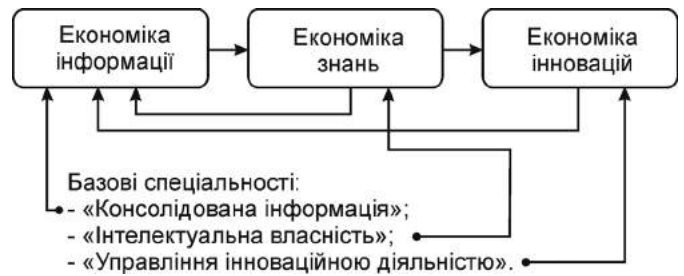 Економіка
інформації
Економіка
знань
Економіка
інновацій
Базові спеціальності:
- «Консолідована інформація»;
- «Інтелектуальна власність»;
- «Управління інноваційною діяльністю».